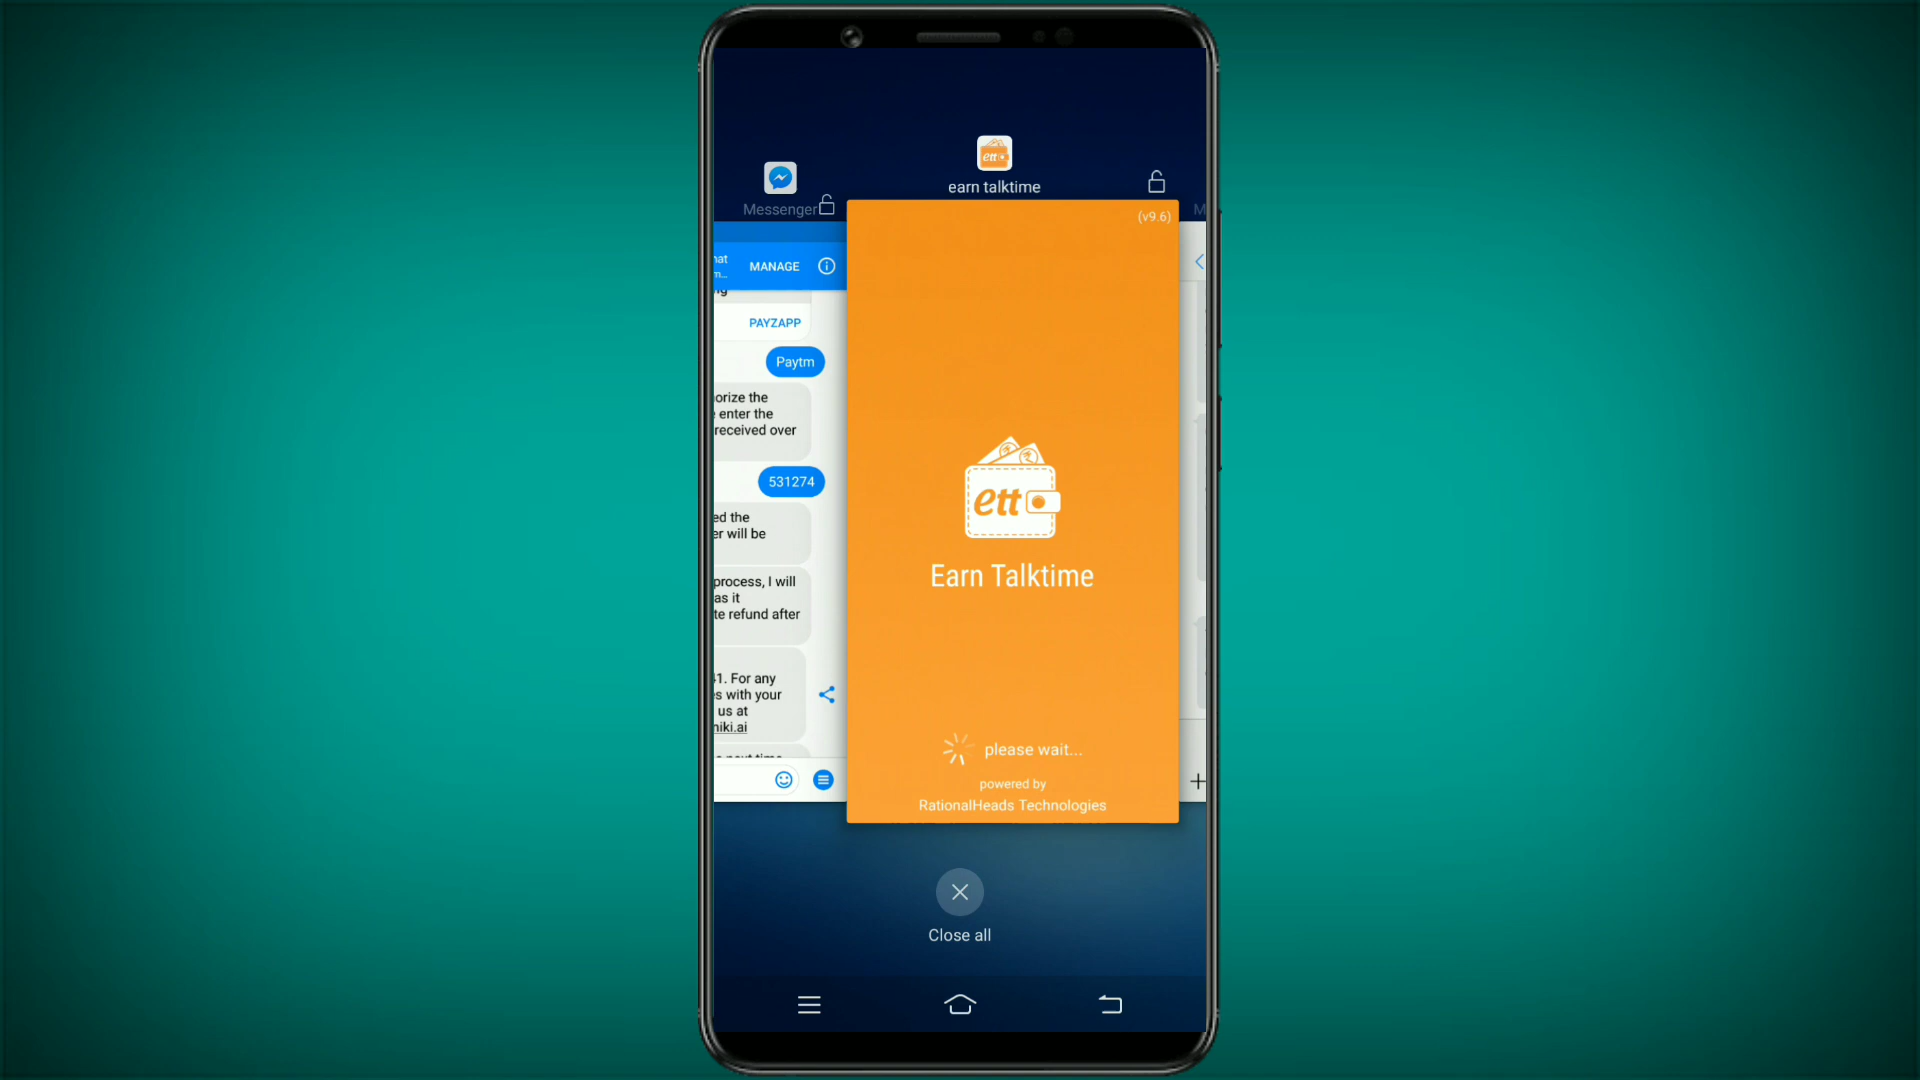 earn talktime
Messenger
M
(v9.6)
MANAGE
PAYZAPP
Paytm
orize the
enter the
received over
531274
ed the
er will be
process, I will
as it
te refund after
1. For any
s with your
us at
niki.ai
ett
ett
Earn Talktime
please wait...
powered by
RationalHeads Technologies
Close all